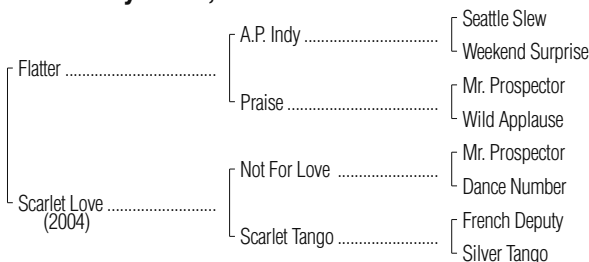 Seattle Slew
A.P. Indy ..................................
Weekend Surprise
Flatter ......................................
Mr. Prospector
Praise ......................................
Wild Applause
Mr. Prospector
Not For Love .........................
Dance Number
Scarlet Love ...........................
(2004)
French Deputy
Scarlet Tango .........................
Silver Tango